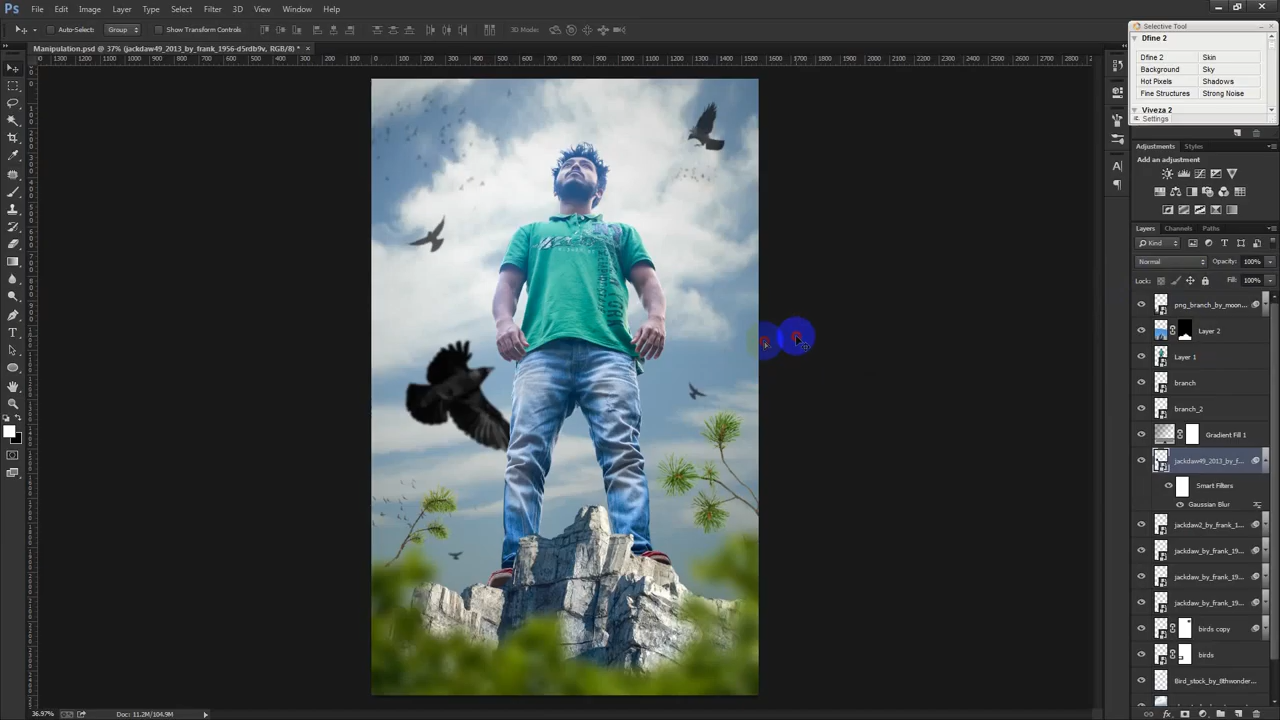 Ps File Edit Image Layer Type Select Filter 3D View Window Help
Auto-Select: Group Show Transform Controls 3D Mode:
Manipulation.psd @ 37% (jackdaw49_2013_by_frank_1956-d5rdb9v, RGB/8) *
Selective Tool
Dfine 2
Dfine 2 Skin
Background Sky
Hot Pixels Shadows
Fine Structures Strong Noise
Viveza 2
Settings
Adjustments Styles
Add an adjustment
Layers Channels Paths
Kind
Normal Opacity: 100%
Lock: Fill: 100%
png_branch_by_moon...
Layer 2
Layer 1
branch
branch_2
Gradient Fill 1
jackdaw49_2013_by_f...
Smart Filters
Gaussian Blur
jackdaw2_by_frank_1...
jackdaw_by_frank_19...
jackdaw_by_frank_19...
jackdaw_by_frank_19...
birds copy
birds
Bird_stock_by_8thwonder...
36.97% Doc: 11.2M/104.9M